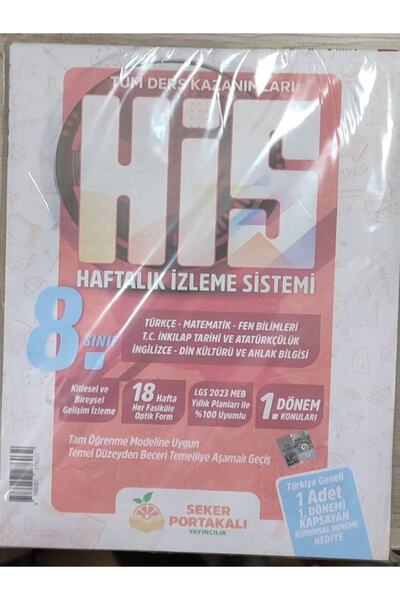 TÜM DERS KAZANIMLARI
HİS
HAFTALIK İZLEME SİSTEMİ
8.
SINIF
TÜRKÇE - MATEMATİK - FEN BİLİMLERİ
T.C. İNKILAP TARİHİ VE ATATÜRKÇÜLÜK
İNGİLİZCE - DİN KÜLTÜRÜ VE AHLAK BİLGİSİ
Kitlesel ve
Bireysel
Gelişim İzleme
18 Hafta
Her Fasiküle
Optik Form
LGS 2023 MEB
Yıllık Planları ile
%100 Uyumlu
1. DÖNEM
KONULARI
Tam Öğrenme Modeline Uygun
Temel Düzeyden Beceri Temelliye Aşamalı Geçiş
ŞEKER
PORTAKALI
YAYINCILIK
Türkiye Geneli
1 Adet
1. DÖNEMİ
KAPSAYAN
KURUMSAL DENEME
HEDİYE